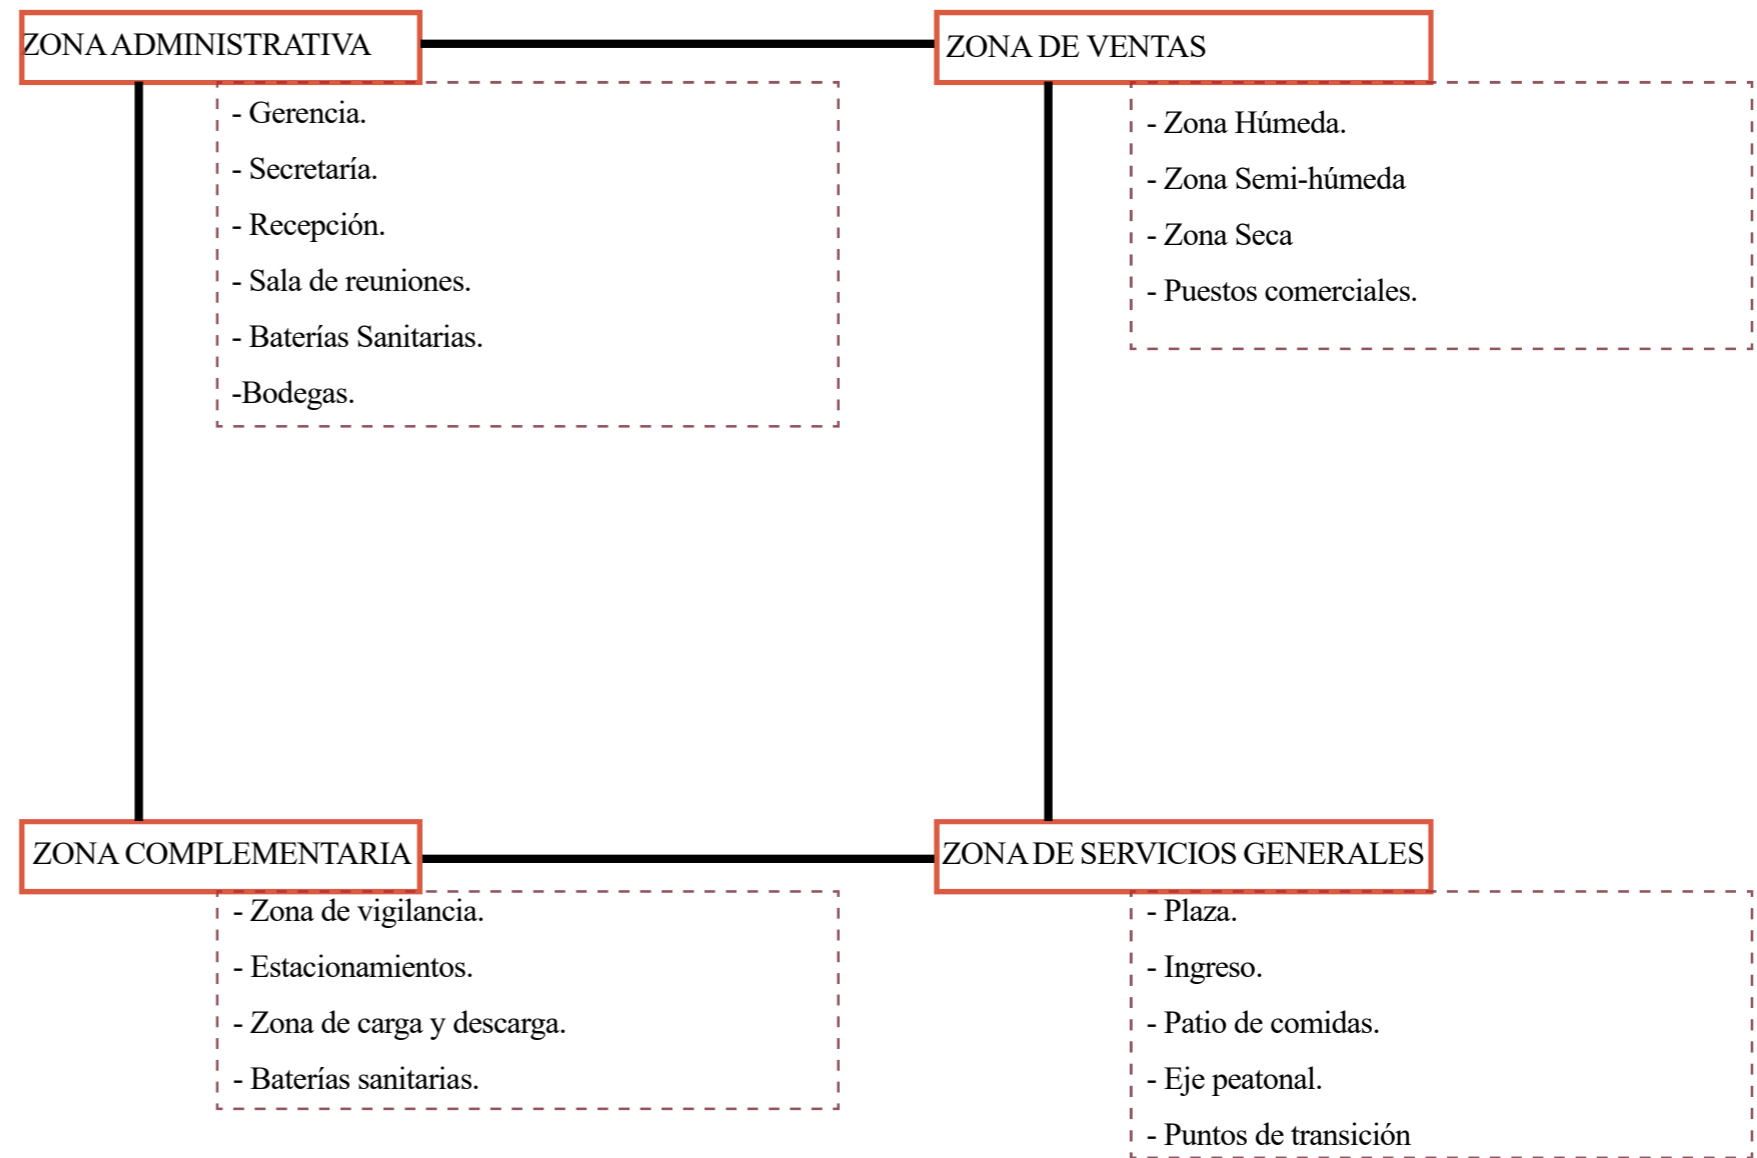 ZONA ADMINISTRATIVA
- Gerencia.
- Secretaría.
- Recepción.
- Sala de reuniones.
- Baterías Sanitarias.
-Bodegas.
ZONA DE VENTAS
- Zona Húmeda.
- Zona Semi-húmeda
- Zona Seca
- Puestos comerciales.
ZONA COMPLEMENTARIA
- Zona de vigilancia.
- Estacionamientos.
- Zona de carga y descarga.
- Baterías sanitarias.
ZONA DE SERVICIOS GENERALES
- Plaza.
- Ingreso.
- Patio de comidas.
- Eje peatonal.
- Puntos de transición